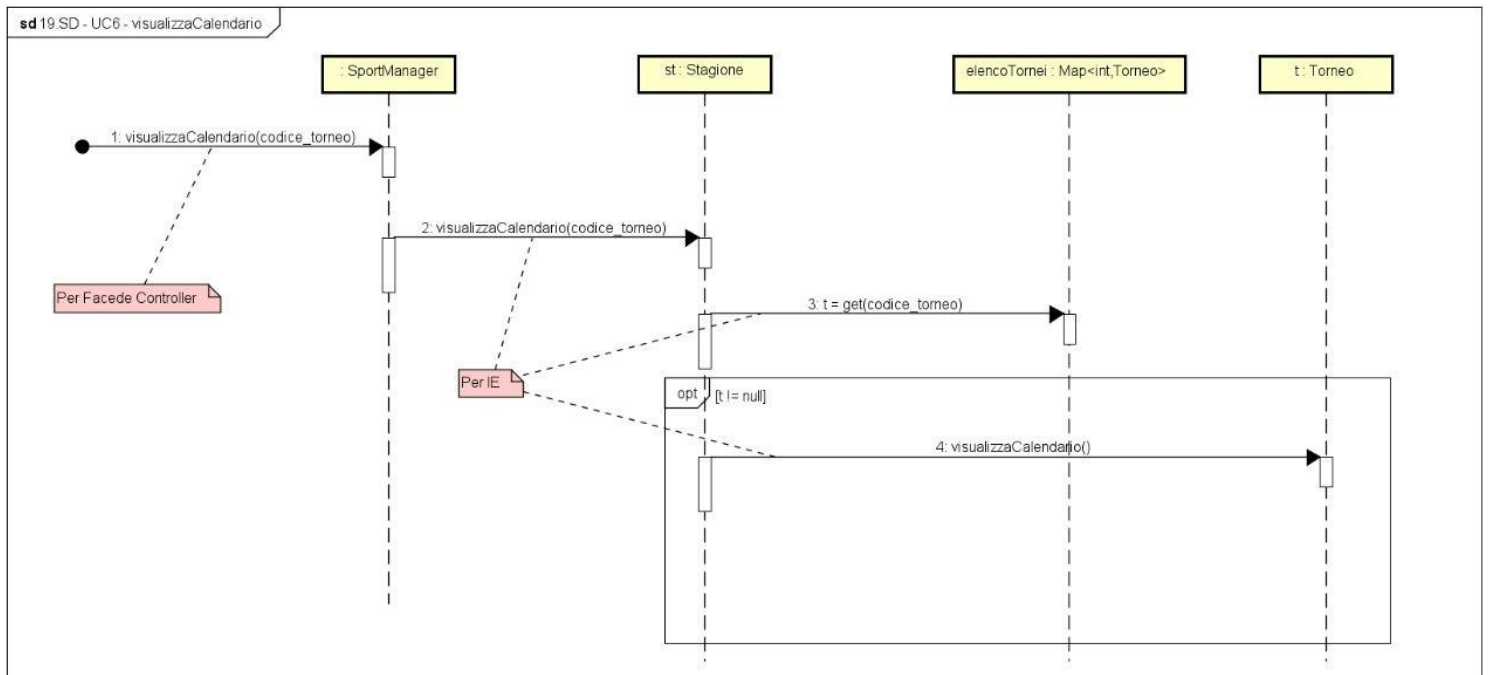 sd 19.SD - UC6 - visualizzaCalendario
: SportManager
st : Stagione
elencoTornei : Map<int,Torneo>
t : Torneo
1: visualizzaCalendario(codice_torneo)
2: visualizzaCalendario(codice_torneo)
Per Facede Controller
3: t = get(codice_torneo)
Per IE
opt
[t != null]
4: visualizzaCalendario()